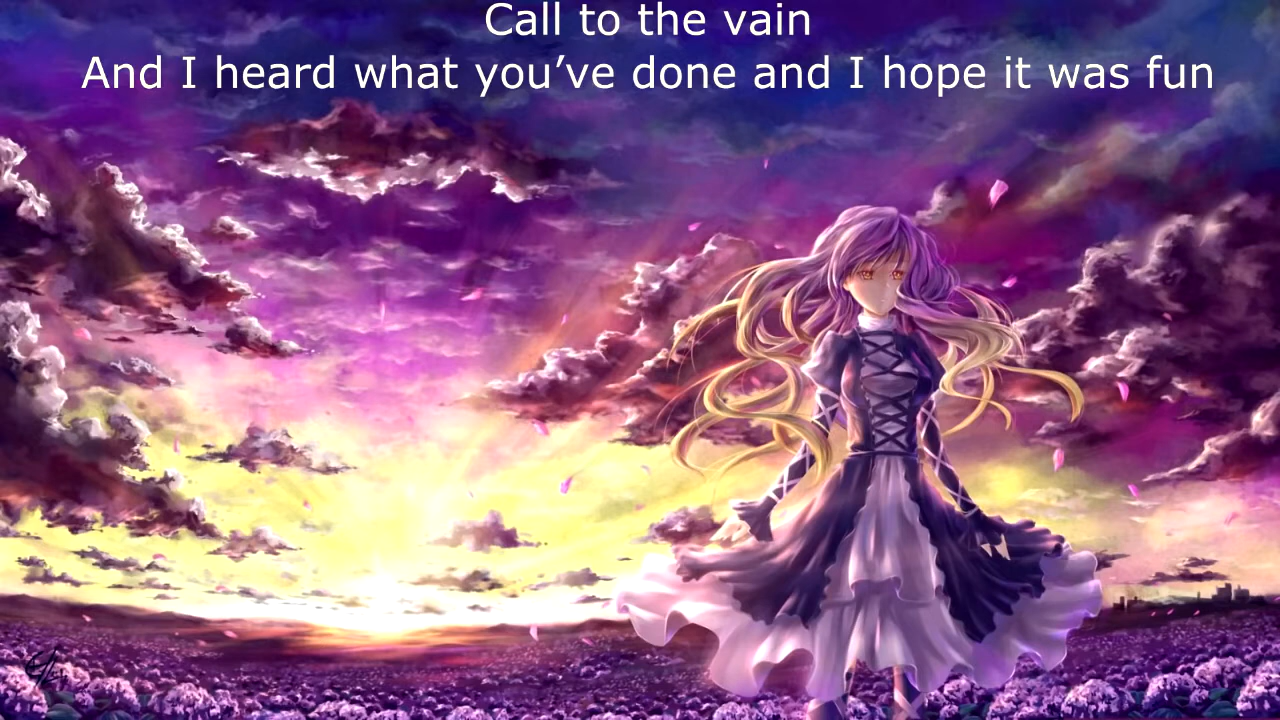 Call to the vain
And I heard what you’ve done and I hope it was fun